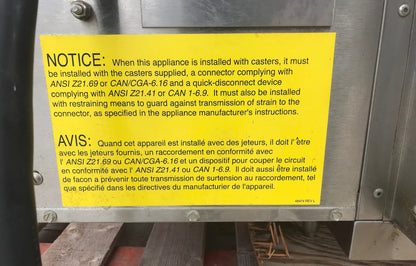 NOTICE: When this appliance is installed with casters, it must
be installed with the casters supplied, a connector complying with
ANSI Z21.69 or CAN/CGA-6.16 and a quick-disconnect device
complying with ANSI Z21.41 or CAN 1-6.9. It must also be installed
with restraining means to guard against transmission of strain to the
connector, as specified in the appliance manufacturer's instructions.
AVIS: Quand cet appareil est installé avec des jeteurs, il doit l'être
avec les jeteurs fournis, un raccordement en conformité avec
l' ANSI Z21.69 ou CAN/CGA-6.16 et un dispositif pour couper le circuit
en conformité avec l' ANSI Z21.41 ou CAN 1-6.9. Il doit aussi être installé
de facon a prévenir toute transmission de surtension au raccordement, tel
que spécifié dans les directives du manufacturier de l'appareil.